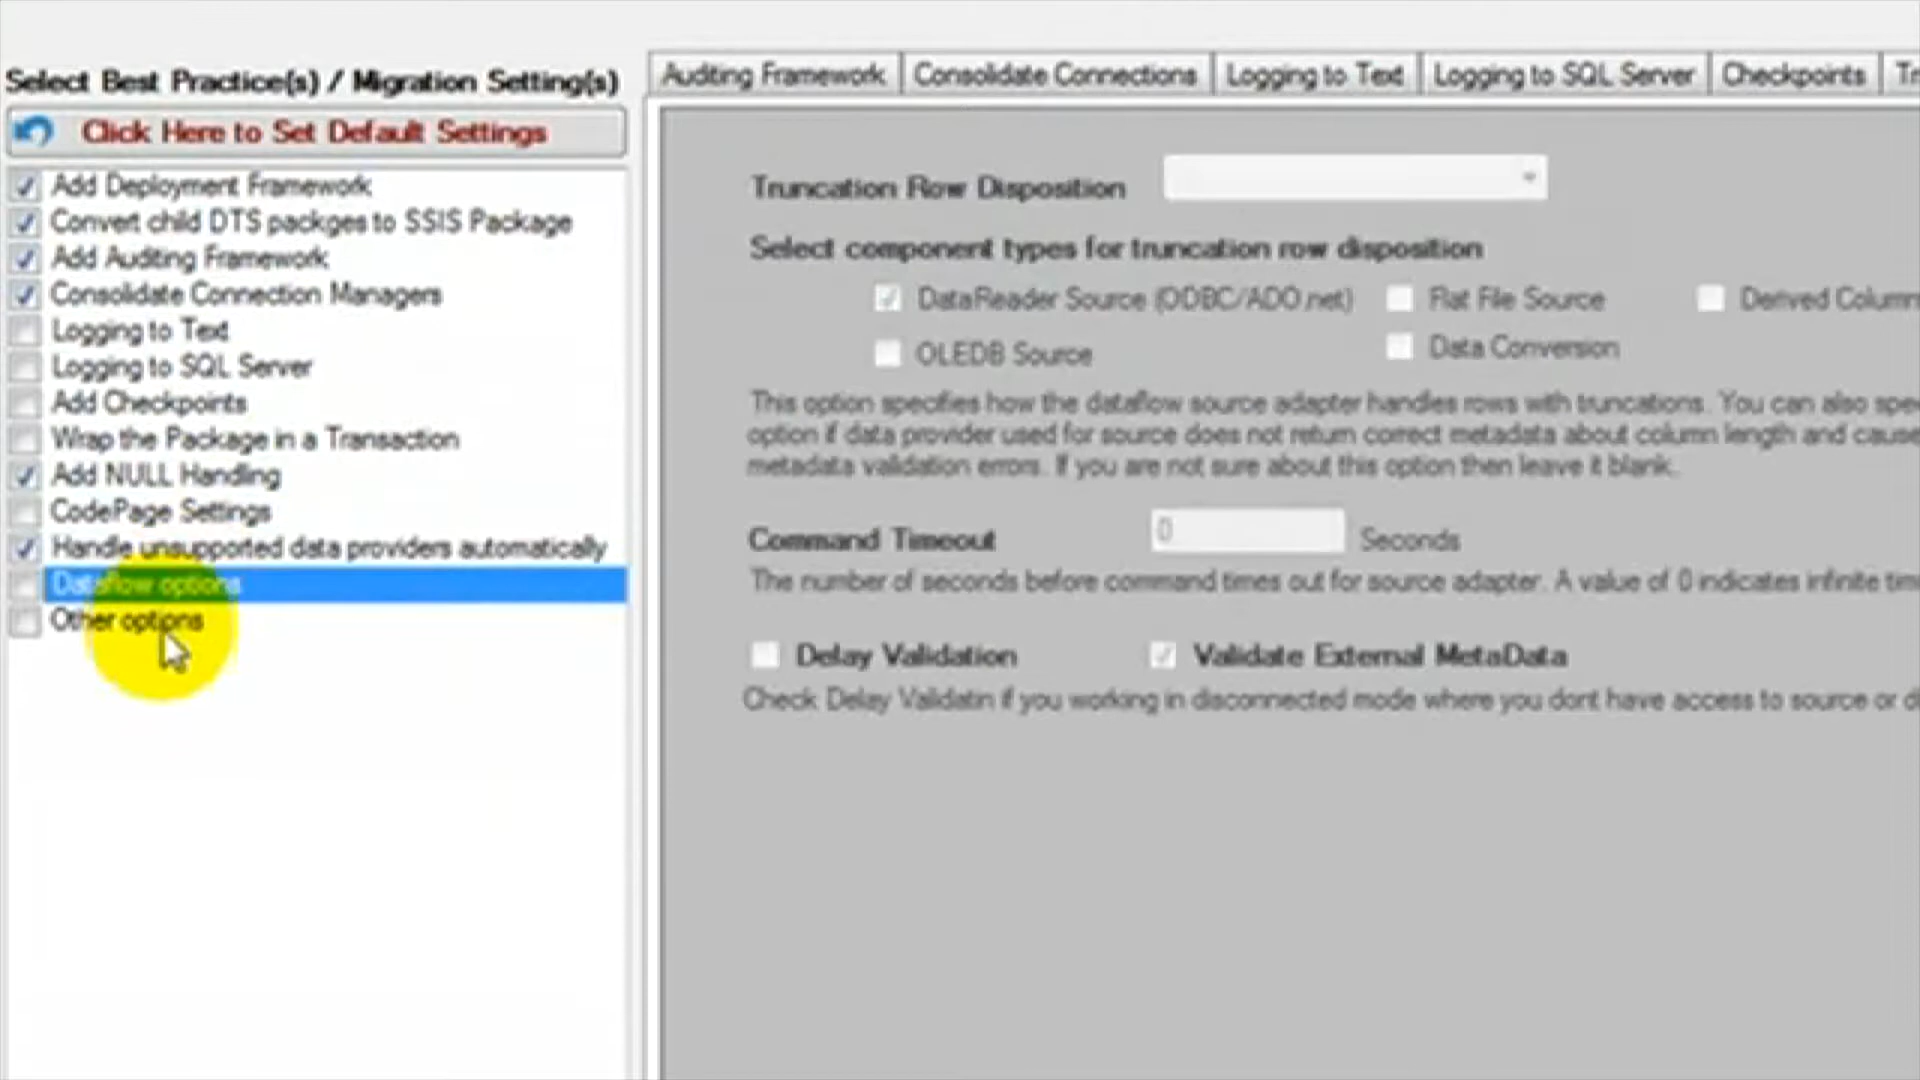 Select Best Practice(s) / Migration Setting(s)
Click Here to Set Default Settings
Add Deployment Framework
Convert child DTS packges to SSIS Package
Add Auditing Framework
Consolidate Connection Managers
Logging to Text
Logging to SQL Server
Add Checkpoints
Wrap the Package in a Transaction
Add NULL Handling
CodePage Settings
Handle unsupported data providers automatically
Dataflow options
Other options
Auditing Framework
Consolidate Connections
Logging to Text
Logging to SQL Server
Checkpoints
Truncation Row Disposition
Select component types for truncation row disposition
DataReader Source (ODBC/ADO.net)
Flat File Source
Derived Column
OLEDB Source
Data Conversion
This option specifies how the dataflow source adapter handles rows with truncations. You can also
option if data provider used for source does not return correct metadata about column length and cause
metadata validation errors. If you are not sure about this option then leave it blank.
Command Timeout
0
Seconds
The number of seconds before command times out for source adapter. A value of 0 indicates infinite
Delay Validation
Validate External MetaData
Check Delay Validatin if you working in disconnected mode where you dont have access to source or